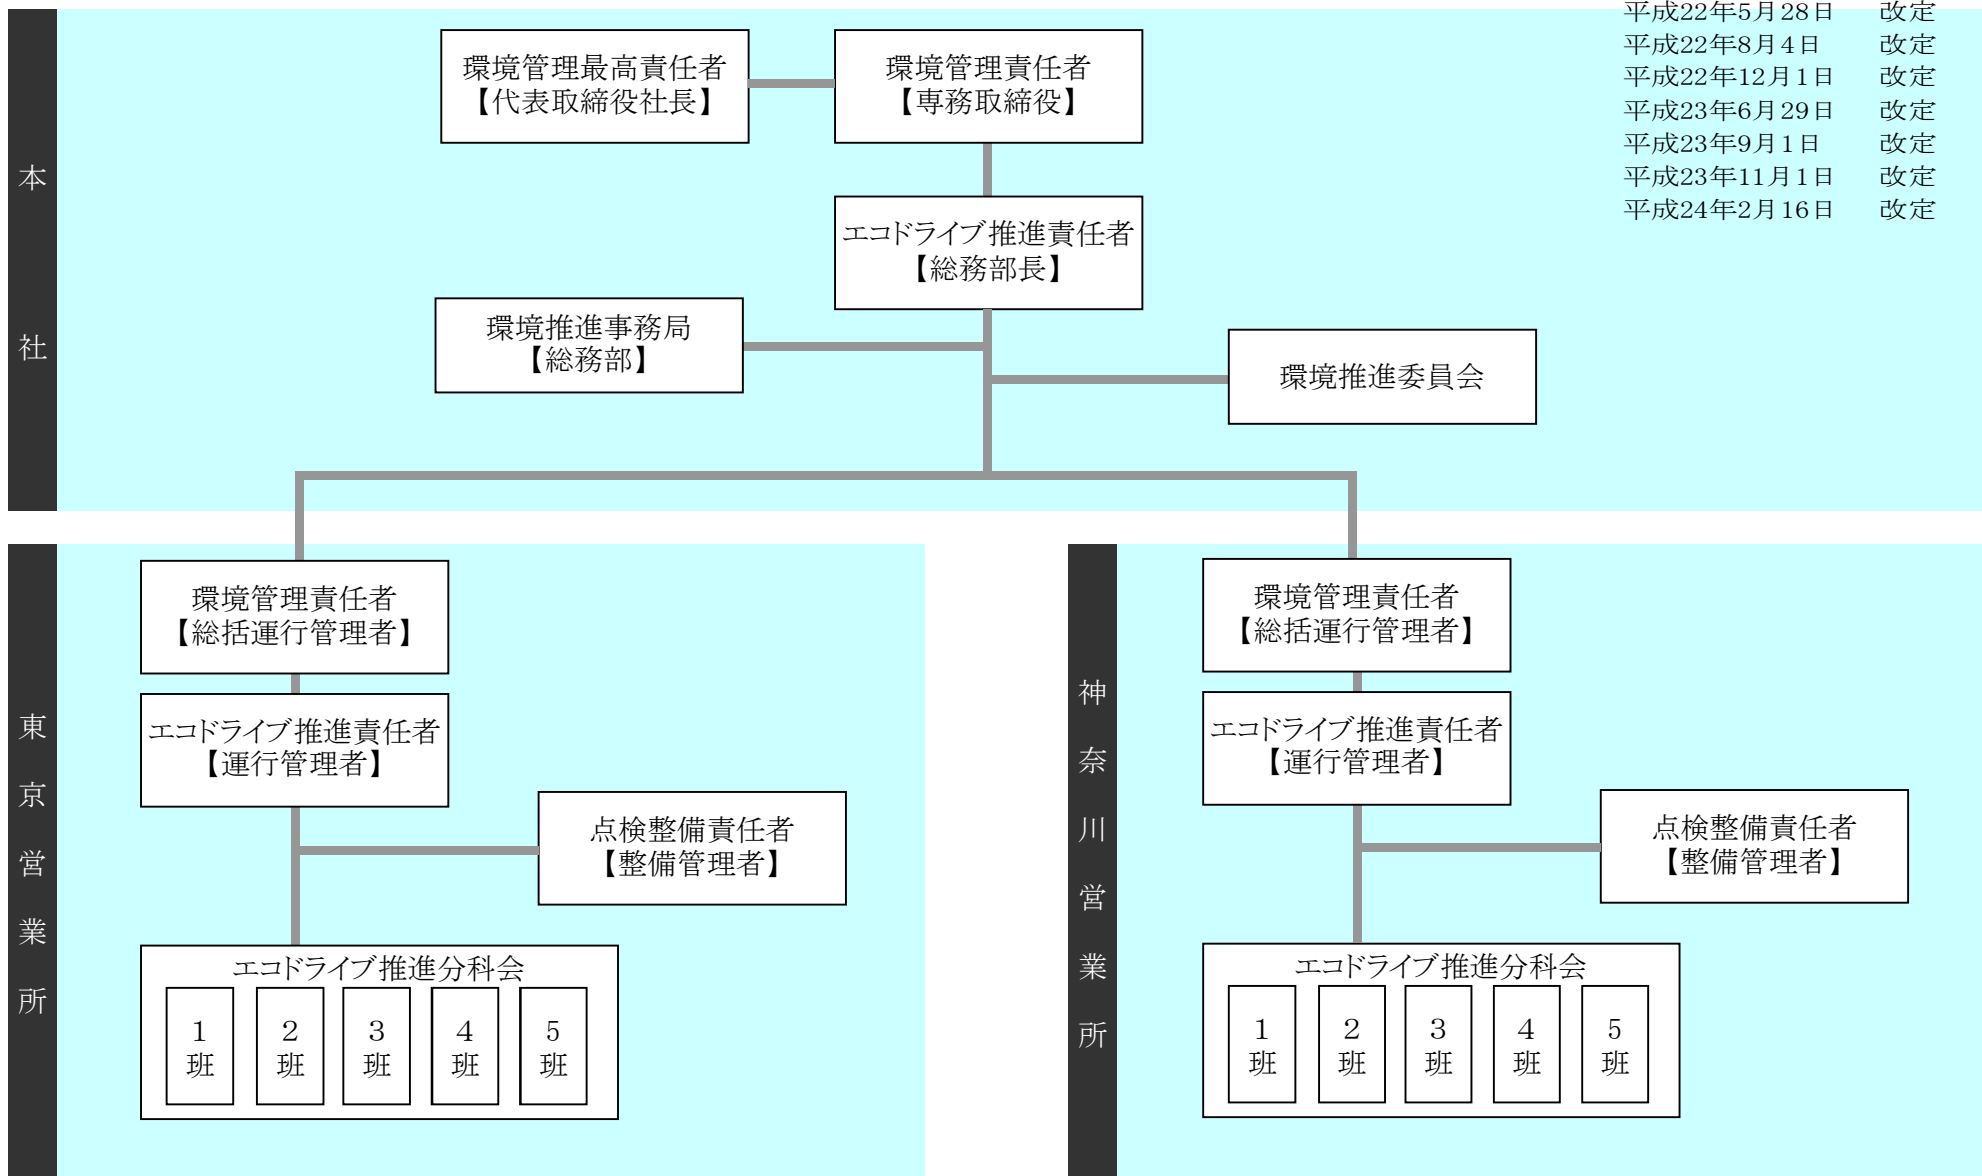 平成22年5月28日 改定
平成22年8月4日 改定
平成22年12月1日 改定
平成23年6月29日 改定
平成23年9月1日 改定
平成23年11月1日 改定
平成24年2月16日 改定
本社
環境管理最高責任者
【代表取締役社長】
環境管理責任者
【専務取締役】
エコドライブ推進責任者
【総務部長】
環境推進事務局
【総務部】
環境推進委員会
東京営業所
環境管理責任者
【総括運行管理者】
エコドライブ推進責任者
【運行管理者】
点検整備責任者
【整備管理者】
エコドライブ推進分科会
1班
2班
3班
4班
5班
神奈川営業所
環境管理責任者
【総括運行管理者】
エコドライブ推進責任者
【運行管理者】
点検整備責任者
【整備管理者】
エコドライブ推進分科会
1班
2班
3班
4班
5班